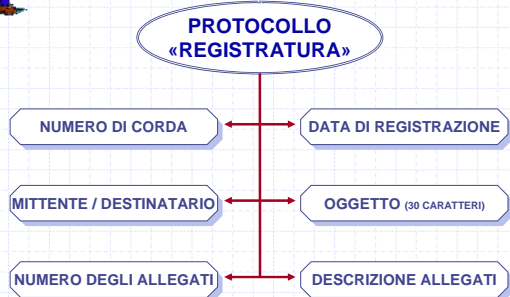 PROTOCOLLO
«REGISTRATURA»
NUMERO DI CORDA
DATA DI REGISTRAZIONE
MITTENTE / DESTINATARIO
OGGETTO (30 CARATTERI)
NUMERO DEGLI ALLEGATI
DESCRIZIONE ALLEGATI